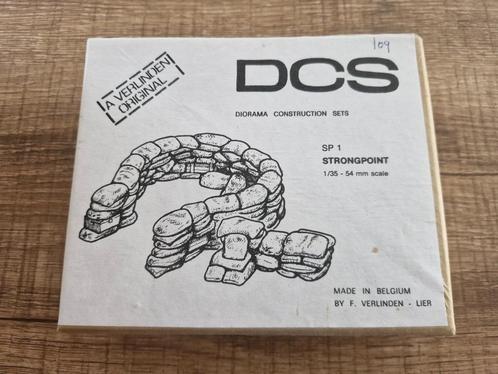 109
A VERLINDEN
ORIGINAL
DCS
DIORAMA CONSTRUCTION SETS
SP 1
STRONGPOINT
1/35 - 54 mm scale
MADE IN BELGIUM
BY F. VERLINDEN - LIER